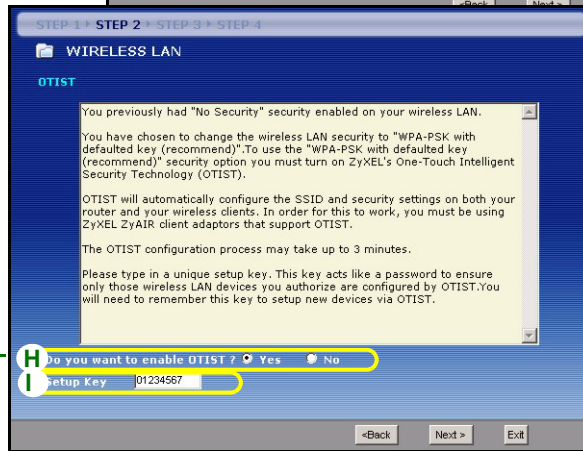 <Back Next >
STEP 1 STEP 2 STEP 3 STEP 4
WIRELESS LAN
OTIST
You previously had "No Security" security enabled on your wireless LAN.
You have chosen to change the wireless LAN security to "WPA-PSK with
defaulted key (recommend)".To use the "WPA-PSK with defaulted key
(recommend)" security option you must turn on ZyXEL's One-Touch Intelligent
Security Technology (OTIST).
OTIST will automatically configure the SSID and security settings on both your
router and your wireless clients. In order for this to work, you must be using
ZyXEL ZyAIR client adaptors that support OTIST.
The OTIST configuration process may take up to 3 minutes.
Please type in a unique setup key. This key acts like a password to ensure
only those wireless LAN devices you authorize are configured by OTIST.You
will need to remember this key to setup new devices via OTIST.
H Do you want to enable OTIST ? Yes No
I Setup Key 01234567
<Back Next > Exit